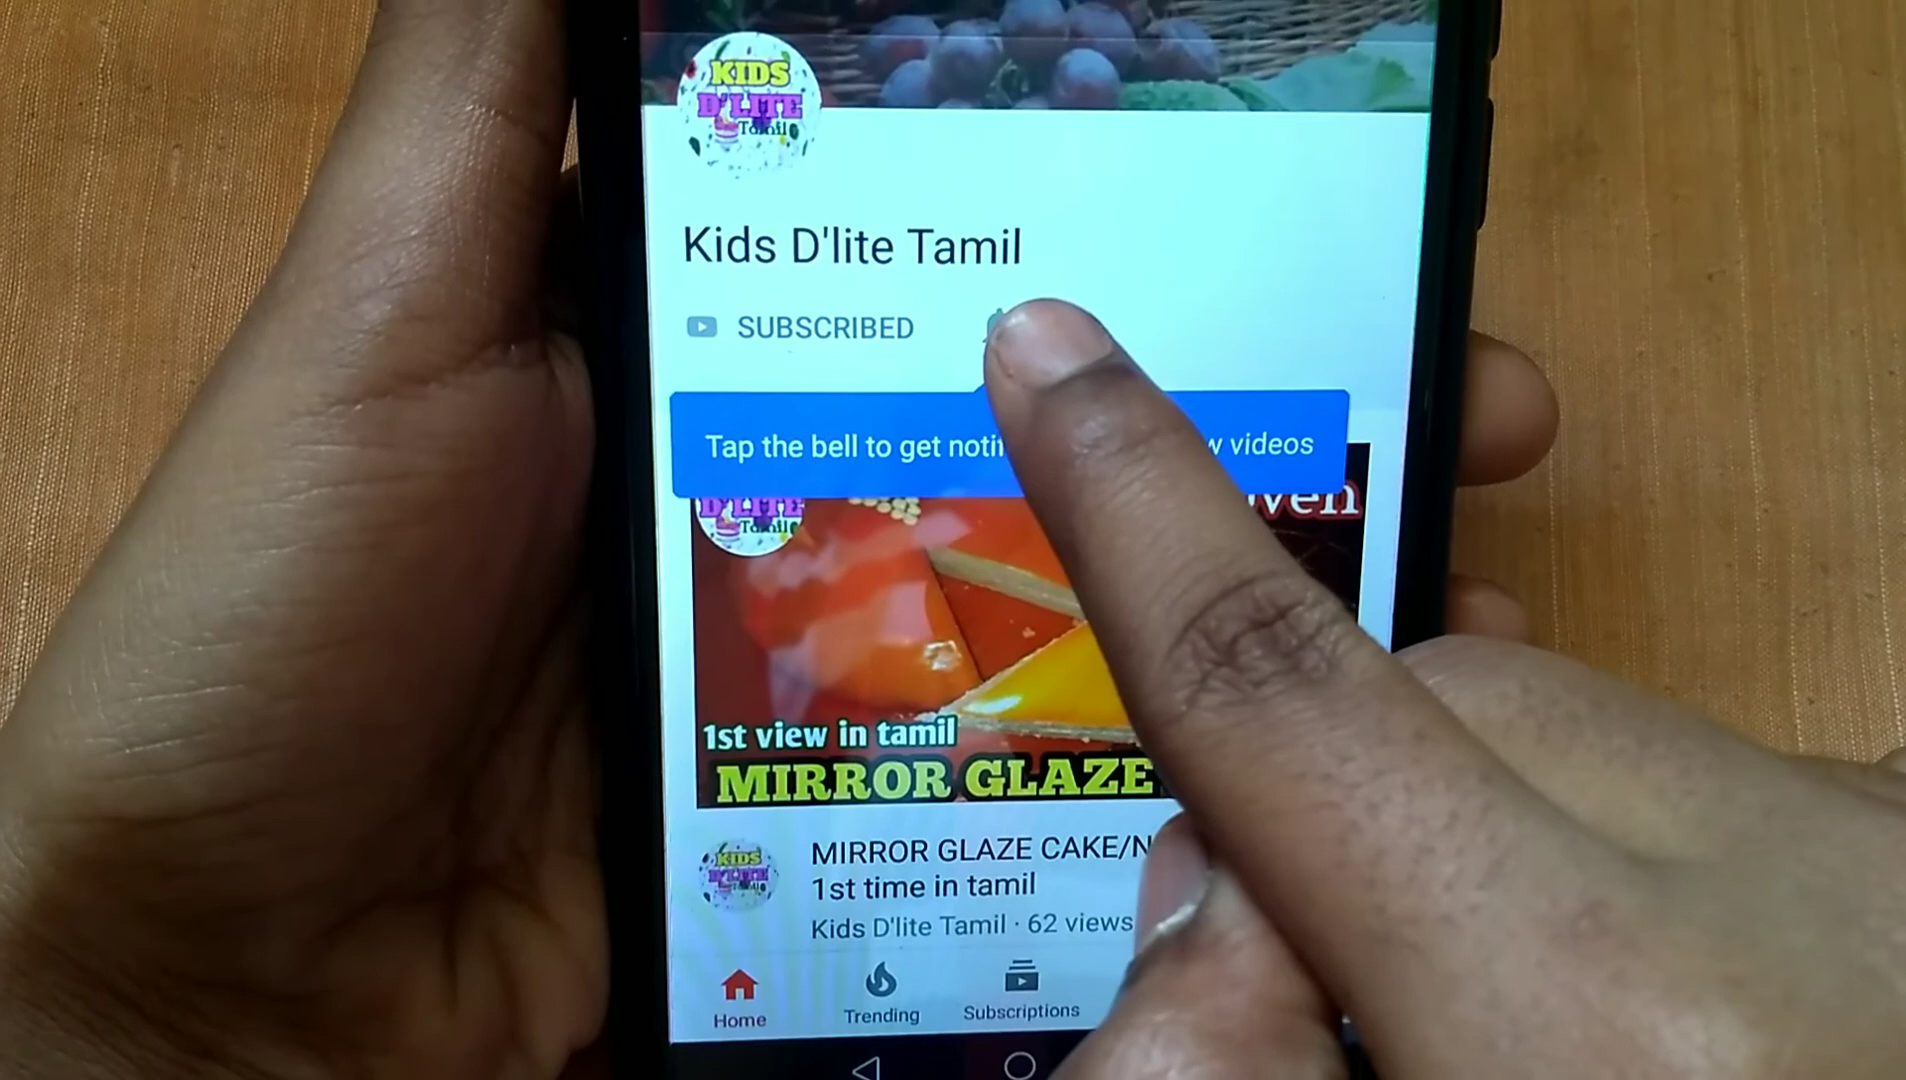 KIDS
D'LITE
Tamil
Kids D'lite Tamil
SUBSCRIBED
Tap the bell to get
videos
D'LITE
Tamil
1st view in tamil
MIRROR GLAZE
KIDS
D'LITE
Tamil
MIRROR GLAZE CAKE/N
1st time in tamil
Kids D'lite Tamil · 62 views
Home
Trending
Subscriptions